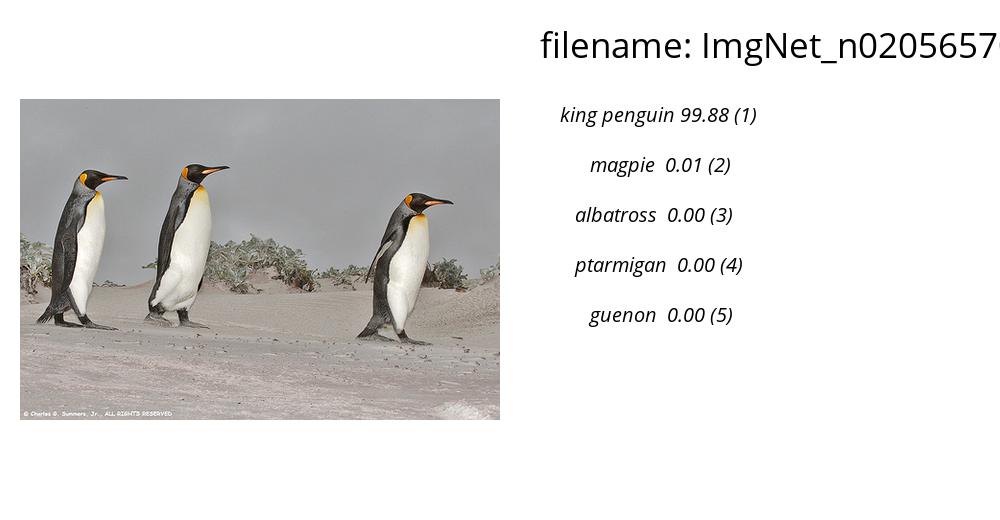 filename: ImgNet_n0205657
king penguin 99.88 (1)
magpie 0.01 (2)
albatross 0.00 (3)
ptarmigan 0.00 (4)
guenon 0.00 (5)
© Charles G. Summers, Jr., ALL RIGHTS RESERVED